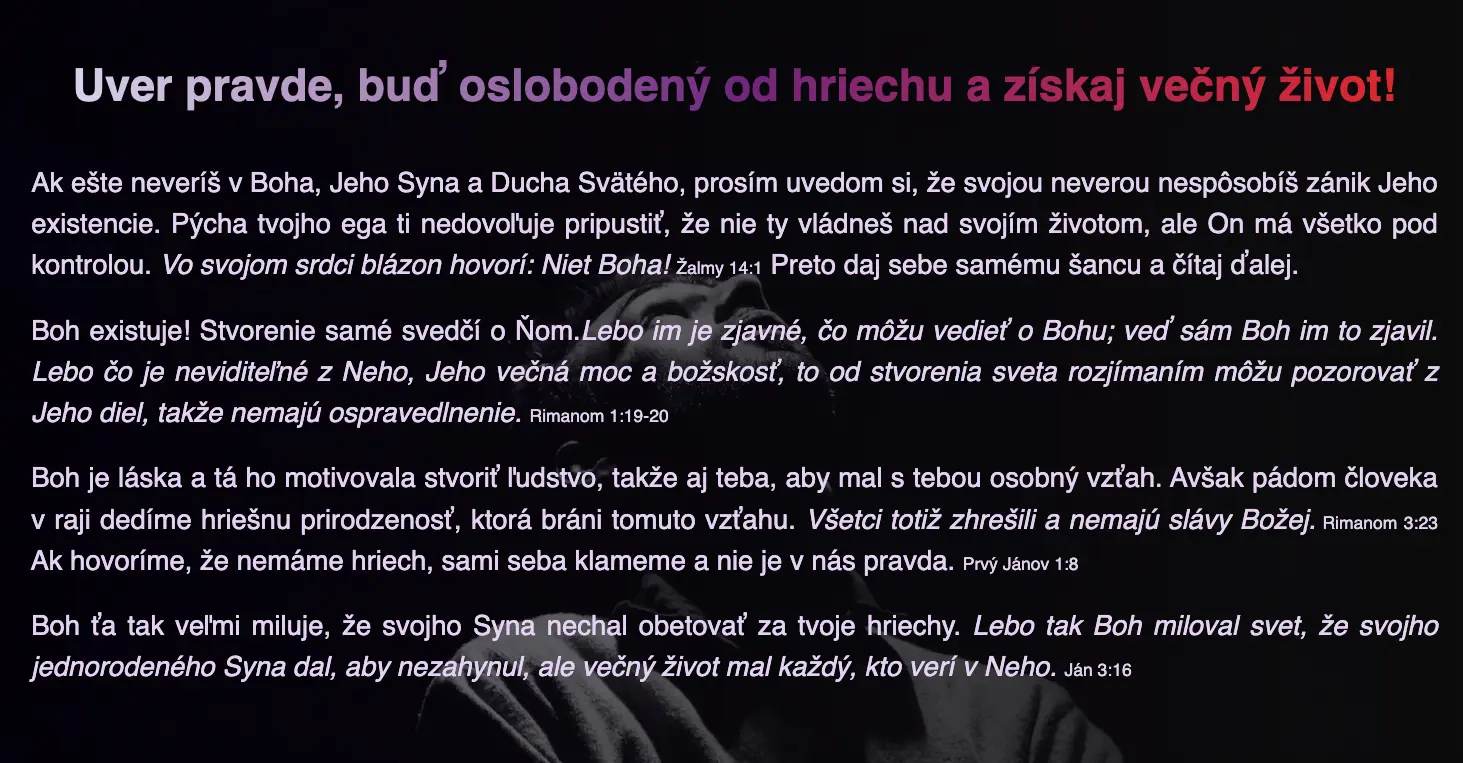 Uver pravde, buď oslobodený od hriechu a získaj večný život!
Ak ešte neveríš v Boha, Jeho Syna a Ducha Svätého, prosím uvedom si, že svojou neverou nespôsobíš zánik Jeho
existencie. Pýcha tvojho ega ti nedovoľuje pripustiť, že nie ty vládneš nad svojím životom, ale On má všetko pod
kontrolou. Vo svojom srdci blázon hovorí: Niet Boha! Žalmy 14:1 Preto daj sebe samému šancu a čítaj ďalej.
Boh existuje! Stvorenie samé svedčí o Ňom.Lebo im je zjavné, čo môžu vedieť o Bohu; veď sám Boh im to zjavil.
Lebo čo je neviditeľné z Neho, Jeho večná moc a božskosť, to od stvorenia sveta rozjímaním môžu pozorovať z
Jeho diel, takže nemajú ospravedlnenie. Rimanom 1:19-20
Boh je láska a tá ho motivovala stvoriť ľudstvo, takže aj teba, aby mal s tebou osobný vzťah. Avšak pádom človeka
v raji dedíme hriešnu prirodzenosť, ktorá bráni tomuto vzťahu. Všetci totiž zhrešili a nemajú slávy Božej. Rimanom 3:23
Ak hovoríme, že nemáme hriech, sami seba klameme a nie je v nás pravda. Prvý Jánov 1:8
Boh ťa tak veľmi miluje, že svojho Syna nechal obetovať za tvoje hriechy. Lebo tak Boh miloval svet, že svojho
jednorodeného Syna dal, aby nezahynul, ale večný život mal každý, kto verí v Neho. Ján 3:16